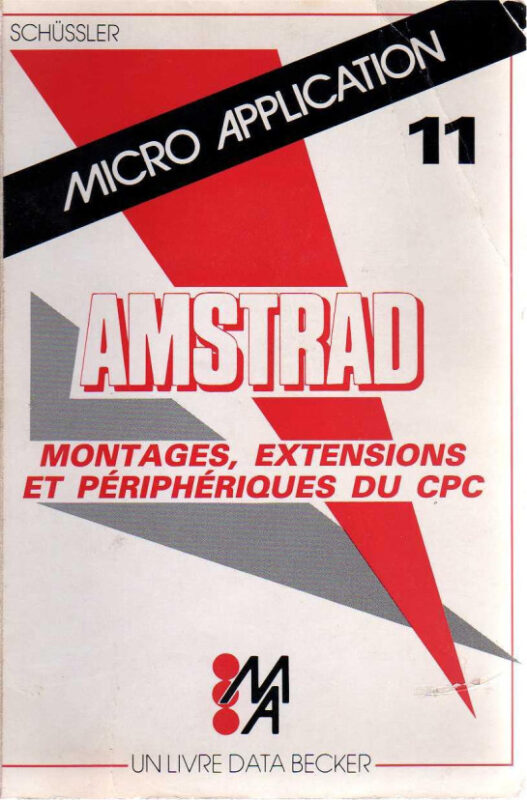 SCHÜSSLER
MICRO APPLICATION
11
AMSTRAD
MONTAGES, EXTENSIONS
ET PÉRIPHÉRIQUES DU CPC
MA
UN LIVRE DATA BECKER